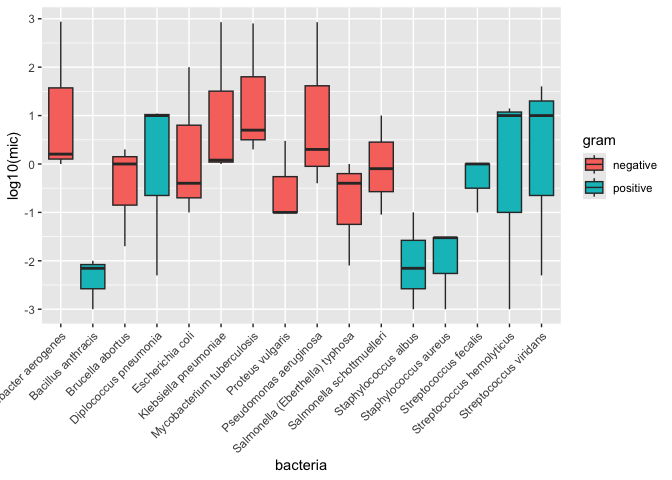 log10(mic)
3
2
1
0
-1
-2
-3
bacter aerogenes
Bacillus anthracis
Brucella abortus
Diplococcus pneumonia
Escherichia coli
Klebsiella pneumoniae
Mycobacterium tuberculosis
Proteus vulgaris
Pseudomonas aeruginosa
Salmonella (Eberthella) typhosa
Salmonella schottmuelleri
Staphylococcus albus
Staphylococcus aureus
Streptococcus fecalis
Streptococcus hemolyticus
Streptococcus viridans
bacteria
gram
negative
positive